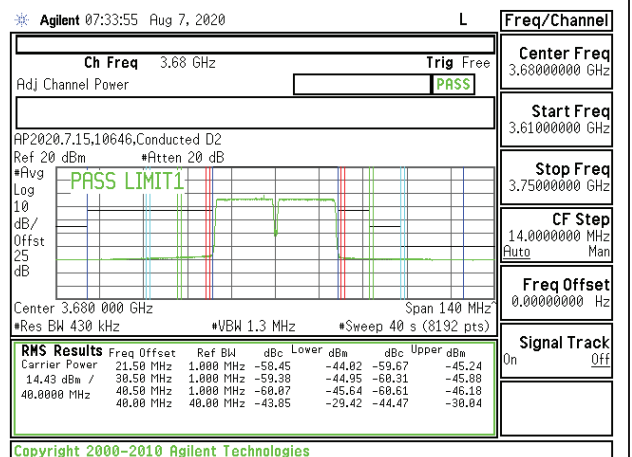 Agilent 07:33:55 Aug 7, 2020 L Freq/Channel
Ch Freq 3.68 GHz Trig Free
Adj Channel Power PASS
Center Freq
3.68000000 GHz
Start Freq
3.61000000 GHz
AP2020.7.15,10646,Conducted D2
Ref 20 dBm #Atten 20 dB
#Avg
Log
10
dB/
Offst
25
dB
PASS LIMIT1
Stop Freq
3.75000000 GHz
CF Step
14.0000000 MHz
Auto Man
Freq Offset
0.00000000 Hz
Center 3.680 000 GHz Span 140 MHz^
#Res BW 430 kHz #VBW 1.3 MHz #Sweep 40 s (8192 pts)
Signal Track
On Off
RMS Results Freq Offset Ref BW dBc Lower dBm dBc Upper dBm
Carrier Power 21.50 MHz 1.000 MHz -58.45 -44.02 -59.67 -45.24
14.43 dBm / 30.50 MHz 1.000 MHz -59.38 -44.95 -60.31 -45.88
40.0000 MHz 40.50 MHz 1.000 MHz -60.07 -45.64 -60.61 -46.18
40.00 MHz 40.00 MHz -43.85 -29.42 -44.47 -30.04
Copyright 2000-2010 Agilent Technologies